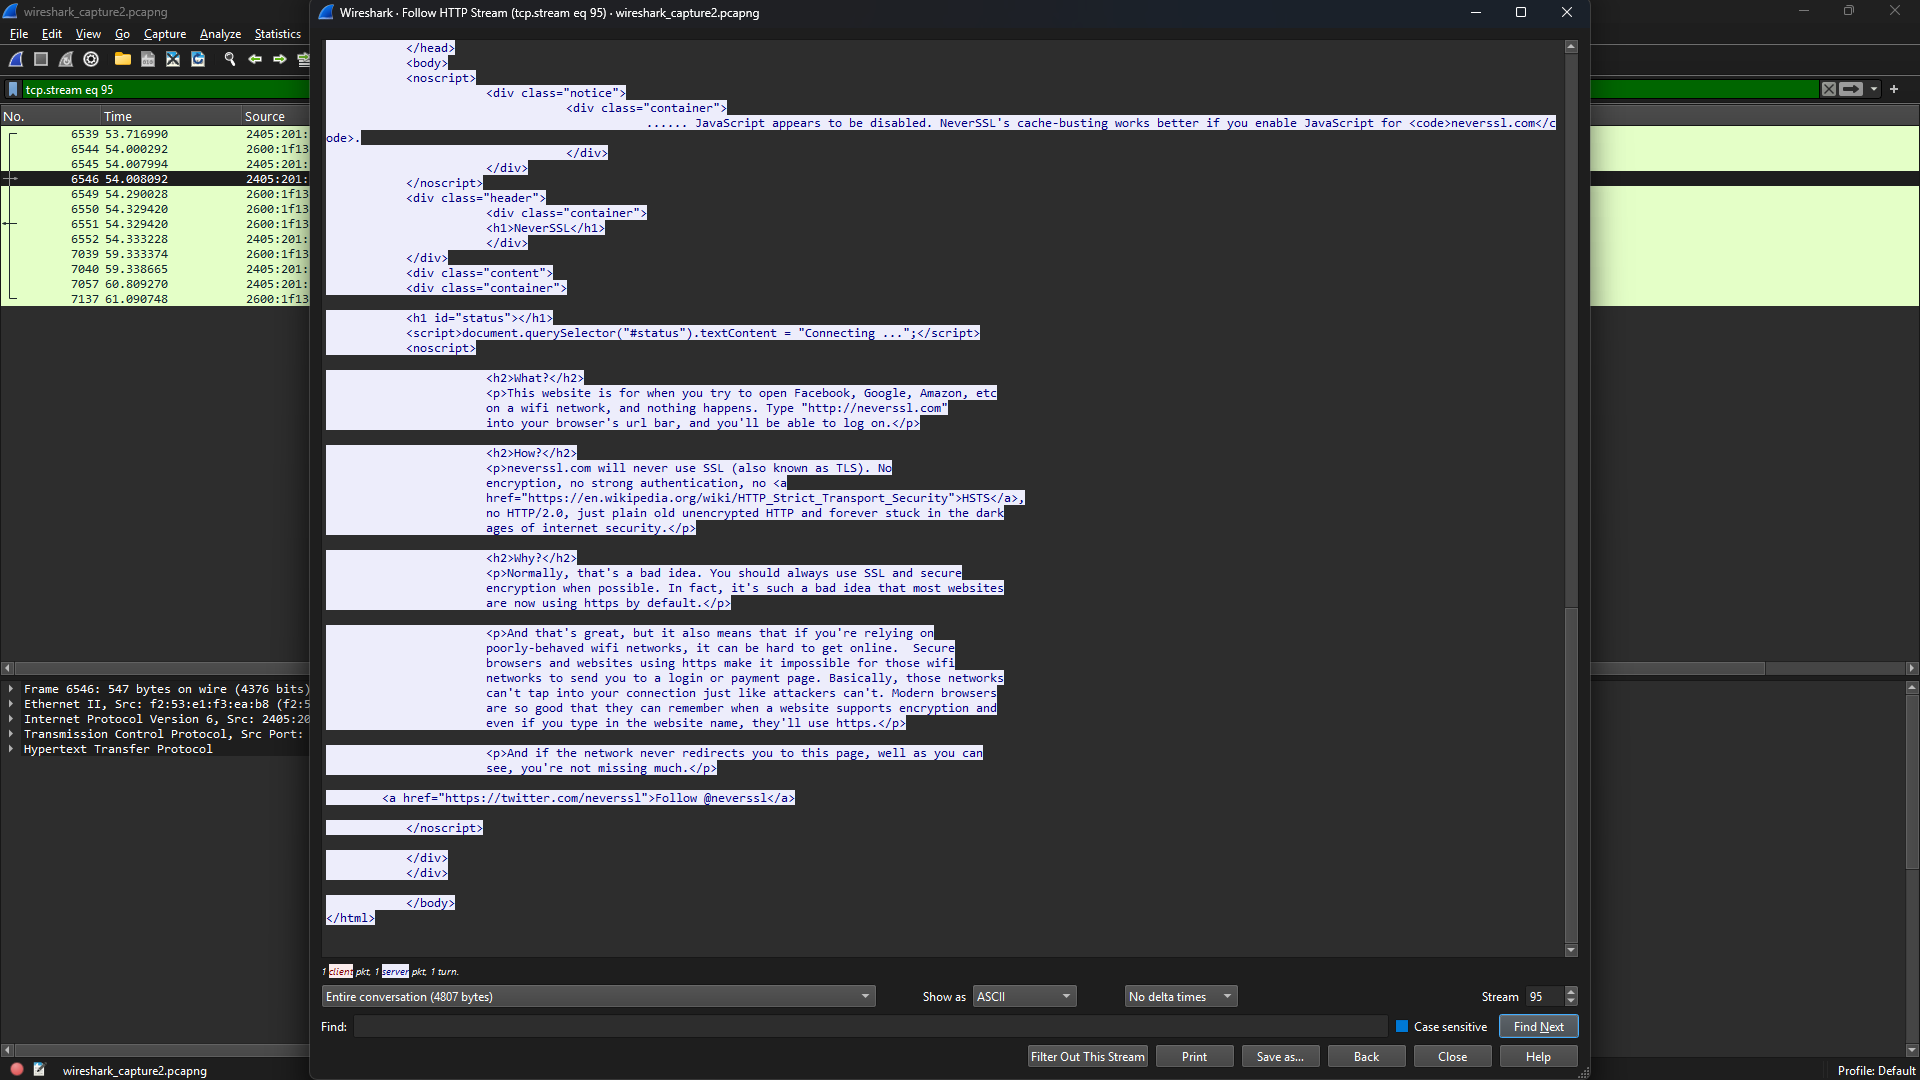 wireshark_capture2.pcapng
File Edit View Go Capture Analyze Statistics
tcp.stream eq 95
No. Time Source
6539 53.716990 2405:201:
6544 54.000292 2600:1f13
6545 54.007994 2405:201:
6546 54.008092 2405:201:
6549 54.290028 2600:1f13
6550 54.329420 2600:1f13
6551 54.329420 2600:1f13
6552 54.333228 2405:201:
7039 59.333374 2600:1f13
7040 59.338665 2405:201:
7057 60.809270 2405:201:
7137 61.090748 2600:1f13
Frame 6546: 547 bytes on wire (4376 bits)
Ethernet II, Src: f2:53:e1:f3:ea:b8 (f2:5
Internet Protocol Version 6, Src: 2405:20
Transmission Control Protocol, Src Port:
Hypertext Transfer Protocol
wireshark_capture2.pcapng
Profile: Default
Wireshark · Follow HTTP Stream (tcp.stream eq 95) · wireshark_capture2.pcapng
</head>
<body>
<noscript>
<div class="notice">
<div class="container">
...... JavaScript appears to be disabled. NeverSSL's cache-busting works better if you enable JavaScript for <code>neverssl.com</c
ode>.
</div>
</div>
</noscript>
<div class="header">
<div class="container">
<h1>NeverSSL</h1>
</div>
</div>
<div class="content">
<div class="container">
<h1 id="status"></h1>
<script>document.querySelector("#status").textContent = "Connecting ...";</script>
<noscript>
<h2>What?</h2>
<p>This website is for when you try to open Facebook, Google, Amazon, etc
on a wifi network, and nothing happens. Type "http://neverssl.com"
into your browser's url bar, and you'll be able to log on.</p>
<h2>How?</h2>
<p>neverssl.com will never use SSL (also known as TLS). No
encryption, no strong authentication, no <a
href="https://en.wikipedia.org/wiki/HTTP_Strict_Transport_Security">HSTS</a>,
no HTTP/2.0, just plain old unencrypted HTTP and forever stuck in the dark
ages of internet security.</p>
<h2>Why?</h2>
<p>Normally, that's a bad idea. You should always use SSL and secure
encryption when possible. In fact, it's such a bad idea that most websites
are now using https by default.</p>
<p>And that's great, but it also means that if you're relying on
poorly-behaved wifi networks, it can be hard to get online.  Secure
browsers and websites using https make it impossible for those wifi
networks to send you to a login or payment page. Basically, those networks
can't tap into your connection just like attackers can't. Modern browsers
are so good that they can remember when a website supports encryption and
even if you type in the website name, they'll use https.</p>
<p>And if the network never redirects you to this page, well as you can
see, you're not missing much.</p>
<a href="https://twitter.com/neverssl">Follow @neverssl</a>
</noscript>
</div>
</div>
</body>
</html>
1 client pkt, 1 server pkt, 1 turn.
Entire conversation (4807 bytes) Show as ASCII No delta times Stream 95
Find: Case sensitive Find Next
Filter Out This Stream Print Save as... Back Close Help